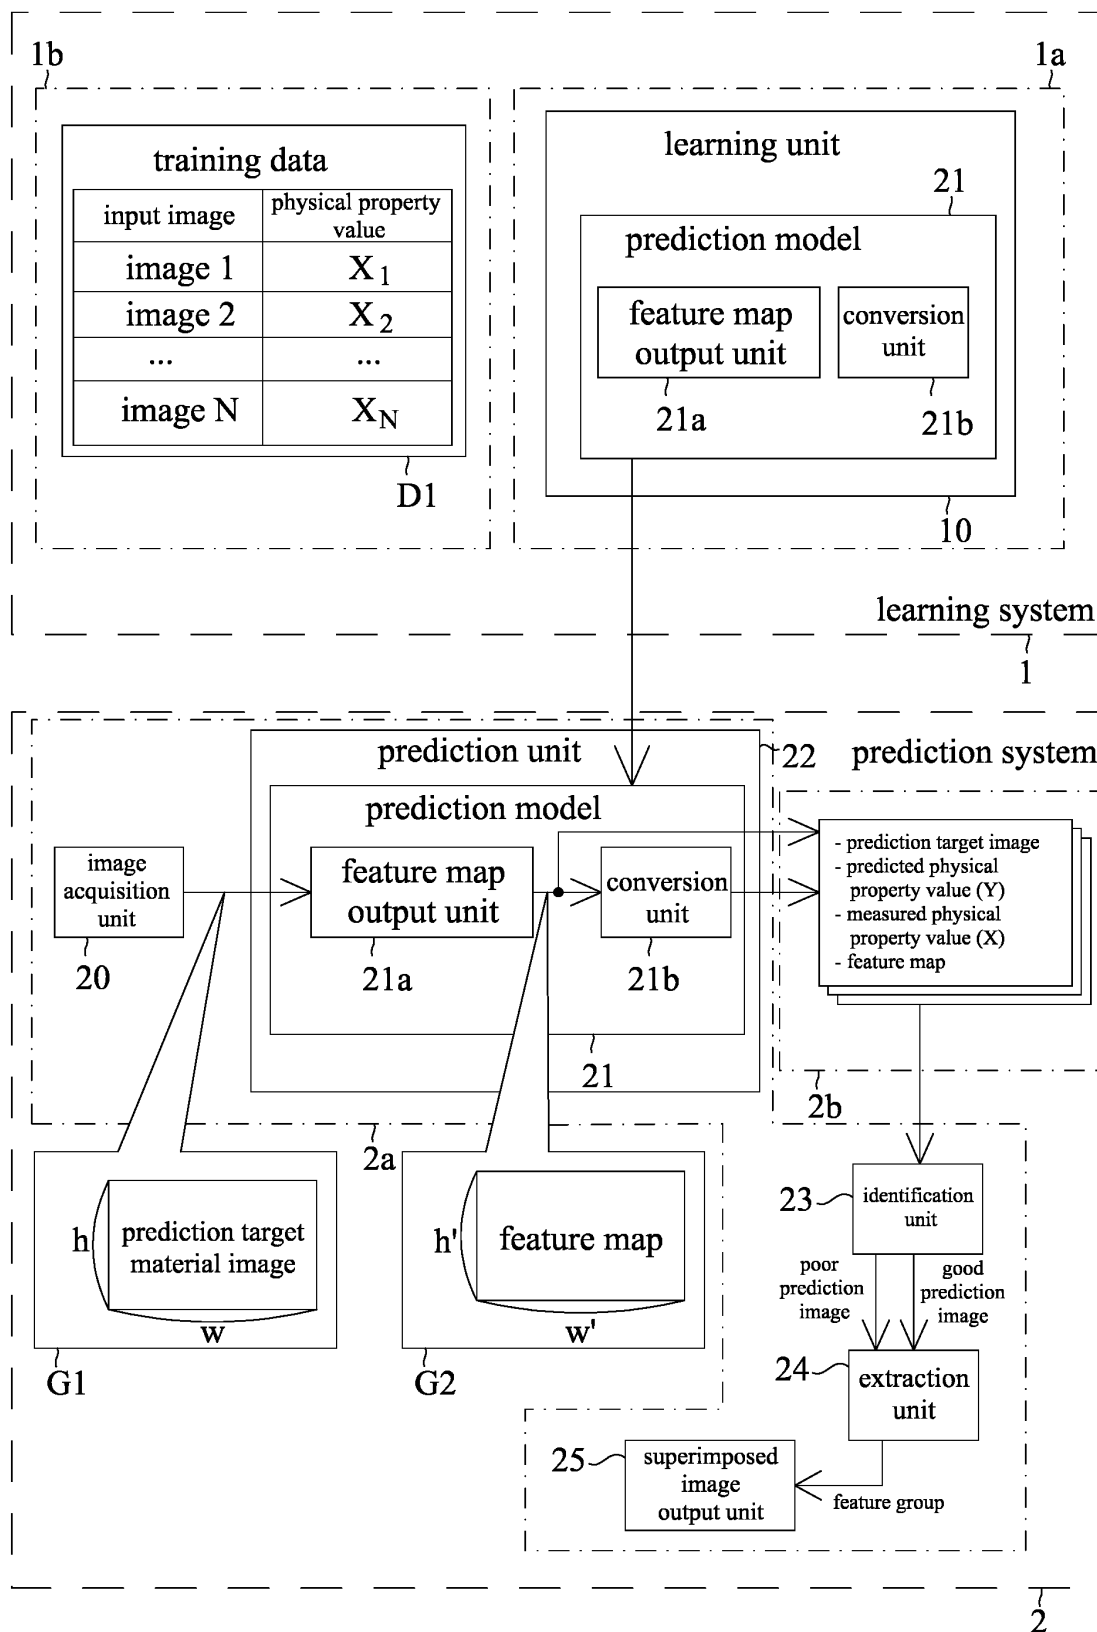 1b
1a
training data
input image
physical property
value
image 1
X1
image 2
X2
...
...
image N
XN
D1
learning unit
21
prediction model
feature map
output unit
21a
conversion
unit
21b
10
learning system
1
prediction unit
22
prediction system
prediction model
image
acquisition
unit
20
feature map
output unit
21a
conversion
unit
21b
21
- prediction target image
- predicted physical
property value (Y)
- measured physical
property value (X)
- feature map
2b
2a
h
prediction target
material image
w
G1
h'
feature map
w'
G2
23
identification
unit
poor
prediction
image
good
prediction
image
24
extraction
unit
25
superimposed
image
output unit
feature group
2